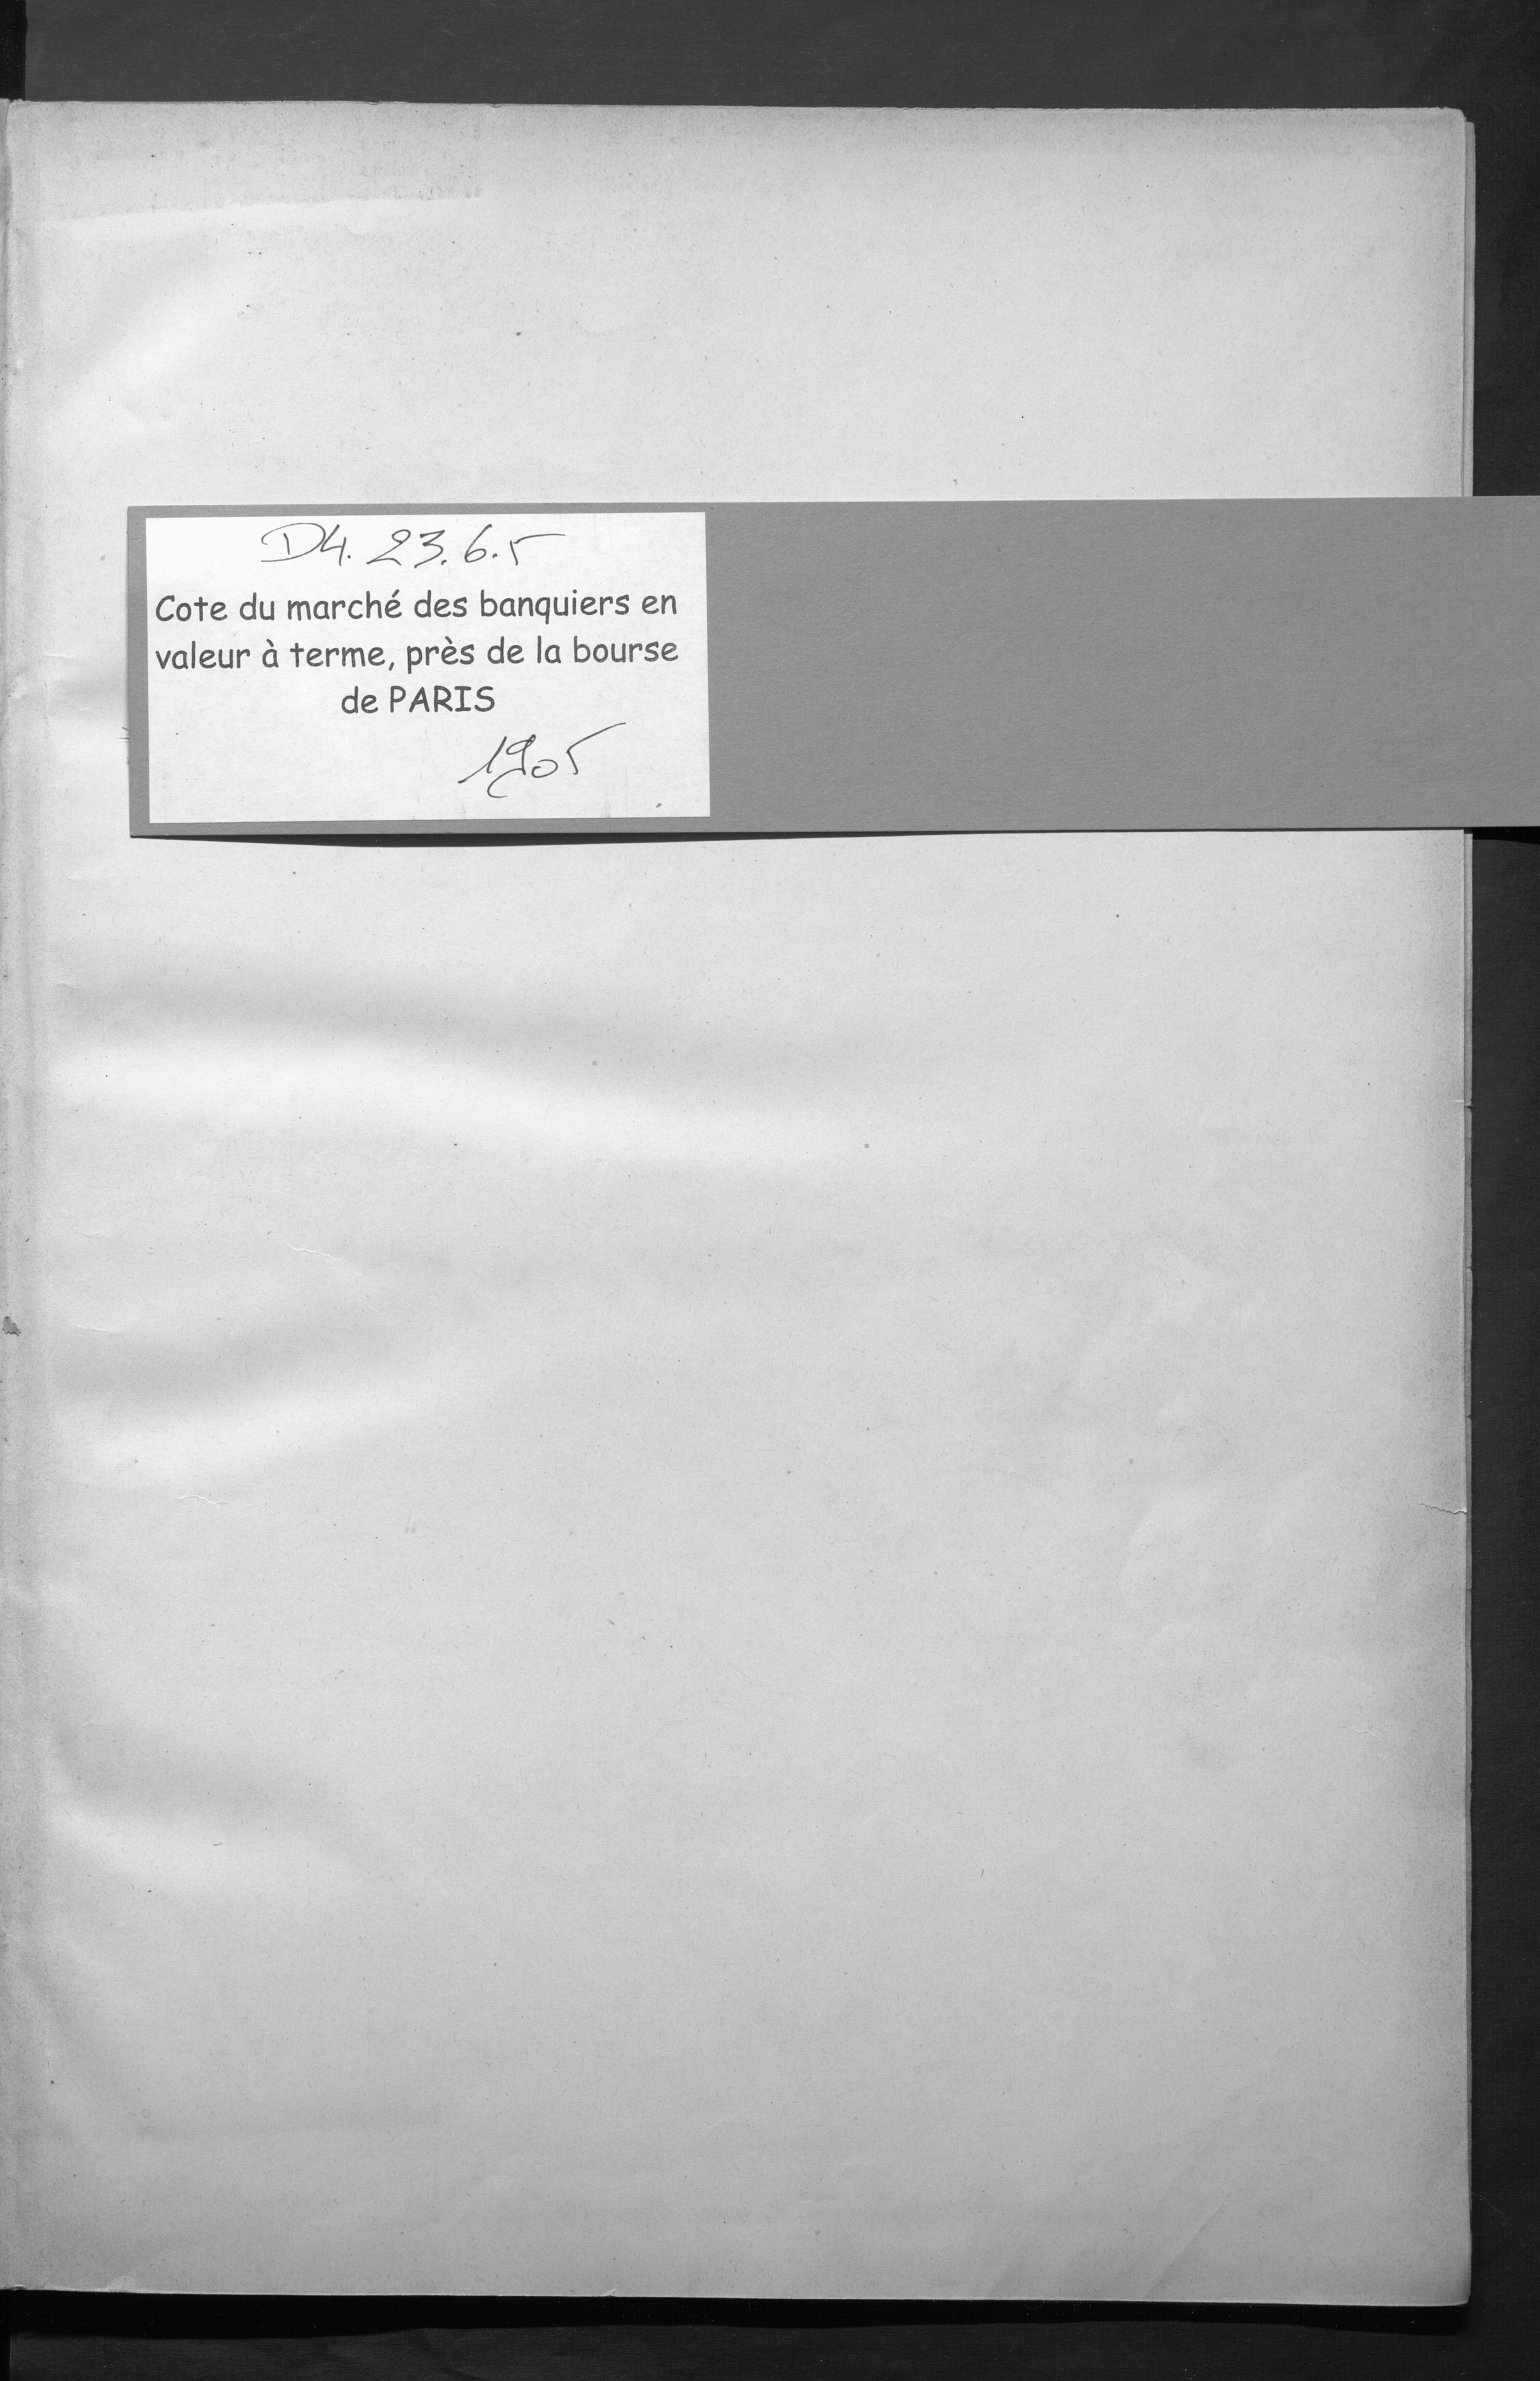 D4. 23.6.5
Cote du marché des banquiers en
valeur à terme, près de la bourse
de PARIS
1905